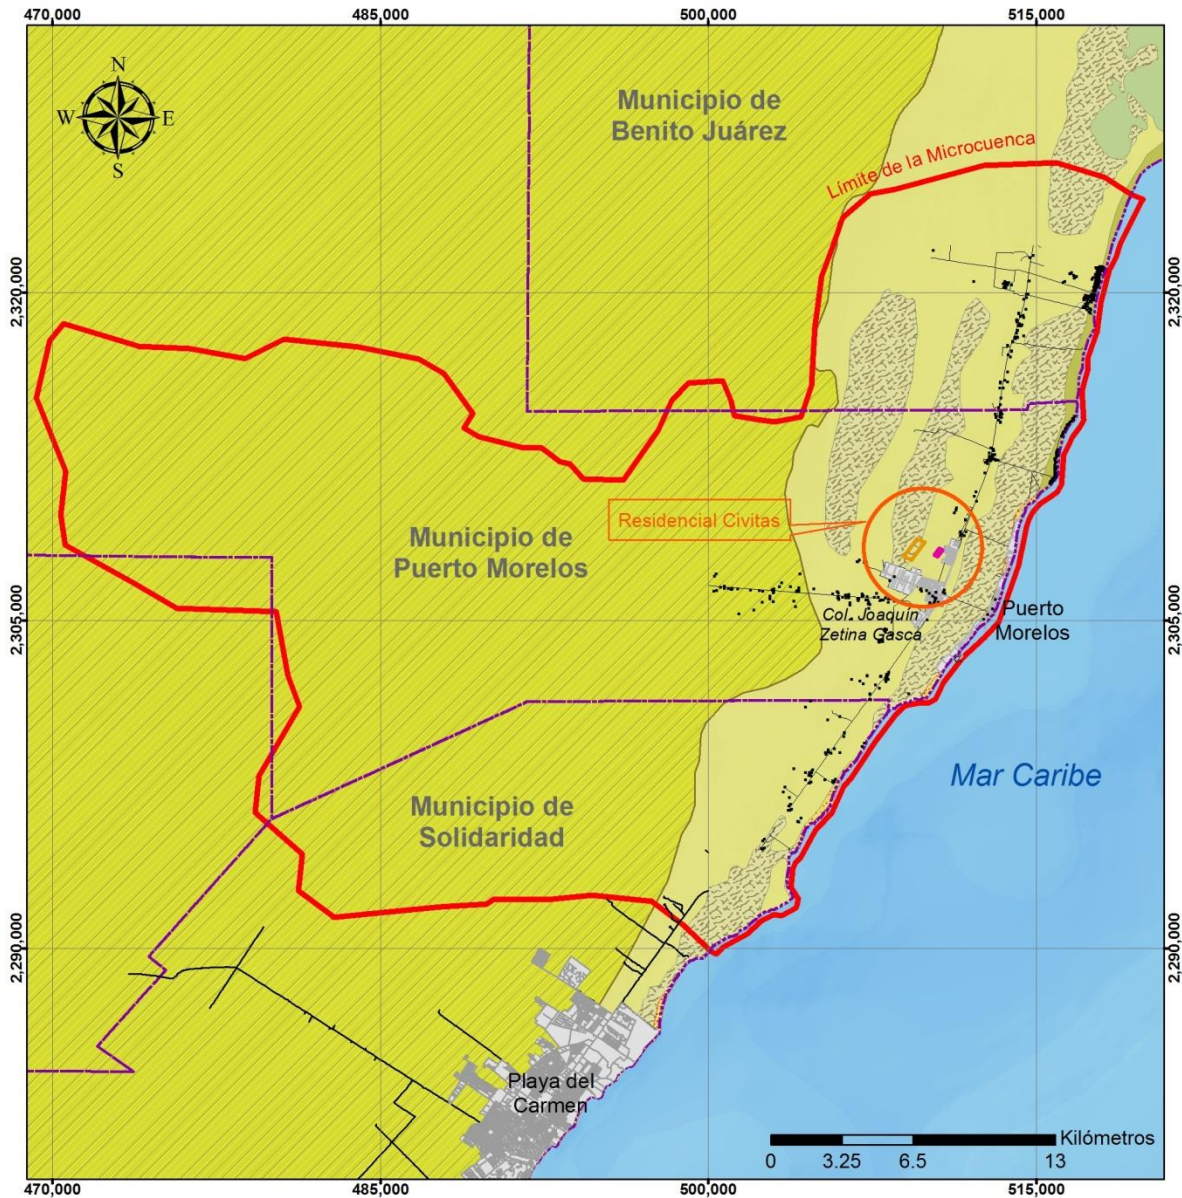 470,000 485,000 500,000 515,000
N
W E
S
Municipio de
Benito Juárez
Límite de la Microcuenca
2,320,000 2,320,000
Residencial Civitas
Municipio de
Puerto Morelos
Col. Joaquín
Zetina Gasca
Puerto
Morelos
2,305,000 2,305,000
Mar Caribe
Municipio de
Solidaridad
2,290,000 2,290,000
Playa del
Carmen
Kilómetros
0 3.25 6.5 13
470,000 485,000 500,000 515,000